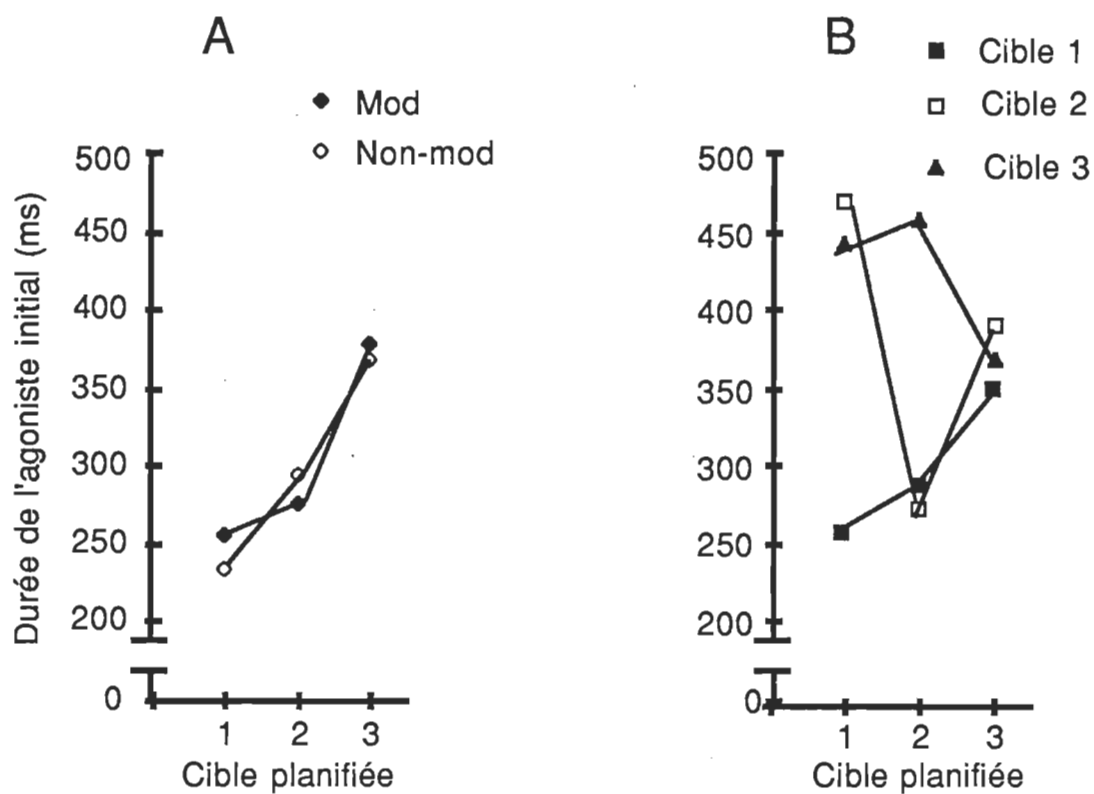 A
Mod
Non-mod
Durée de l'agoniste initial (ms)
500
450
400
350
300
250
200
0
1 2 3
Cible planifiée
B
Cible 1
Cible 2
Cible 3
500
450
400
350
300
250
200
0
1 2 3
Cible planifiée